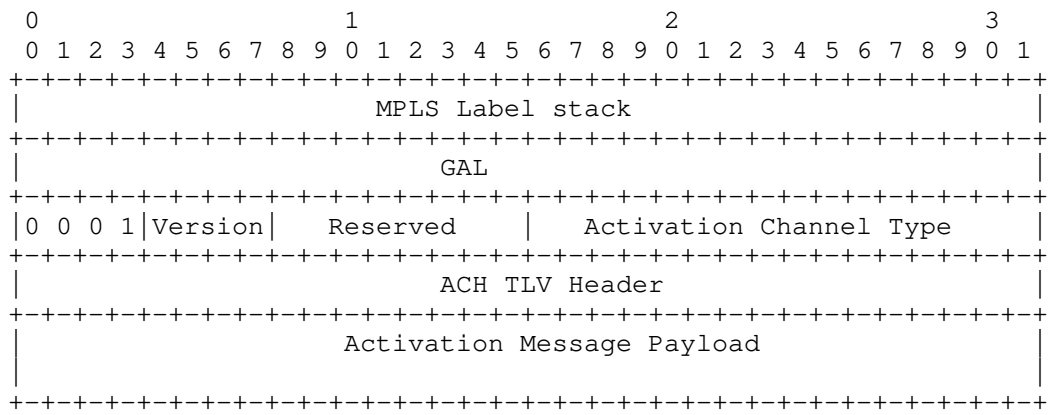 0                   1                   2                   3
 0 1 2 3 4 5 6 7 8 9 0 1 2 3 4 5 6 7 8 9 0 1 2 3 4 5 6 7 8 9 0 1
+-+-+-+-+-+-+-+-+-+-+-+-+-+-+-+-+-+-+-+-+-+-+-+-+-+-+-+-+-+-+-+-+
|                      MPLS Label stack                         |
+-+-+-+-+-+-+-+-+-+-+-+-+-+-+-+-+-+-+-+-+-+-+-+-+-+-+-+-+-+-+-+-+
|                          GAL                                  |
+-+-+-+-+-+-+-+-+-+-+-+-+-+-+-+-+-+-+-+-+-+-+-+-+-+-+-+-+-+-+-+-+
|0 0 0 1|Version|   Reserved    |   Activation Channel Type     |
+-+-+-+-+-+-+-+-+-+-+-+-+-+-+-+-+-+-+-+-+-+-+-+-+-+-+-+-+-+-+-+-+
|                          ACH TLV Header                       |
+-+-+-+-+-+-+-+-+-+-+-+-+-+-+-+-+-+-+-+-+-+-+-+-+-+-+-+-+-+-+-+-+
|                    Activation Message Payload                 |
|                                                               |
+-+-+-+-+-+-+-+-+-+-+-+-+-+-+-+-+-+-+-+-+-+-+-+-+-+-+-+-+-+-+-+-+